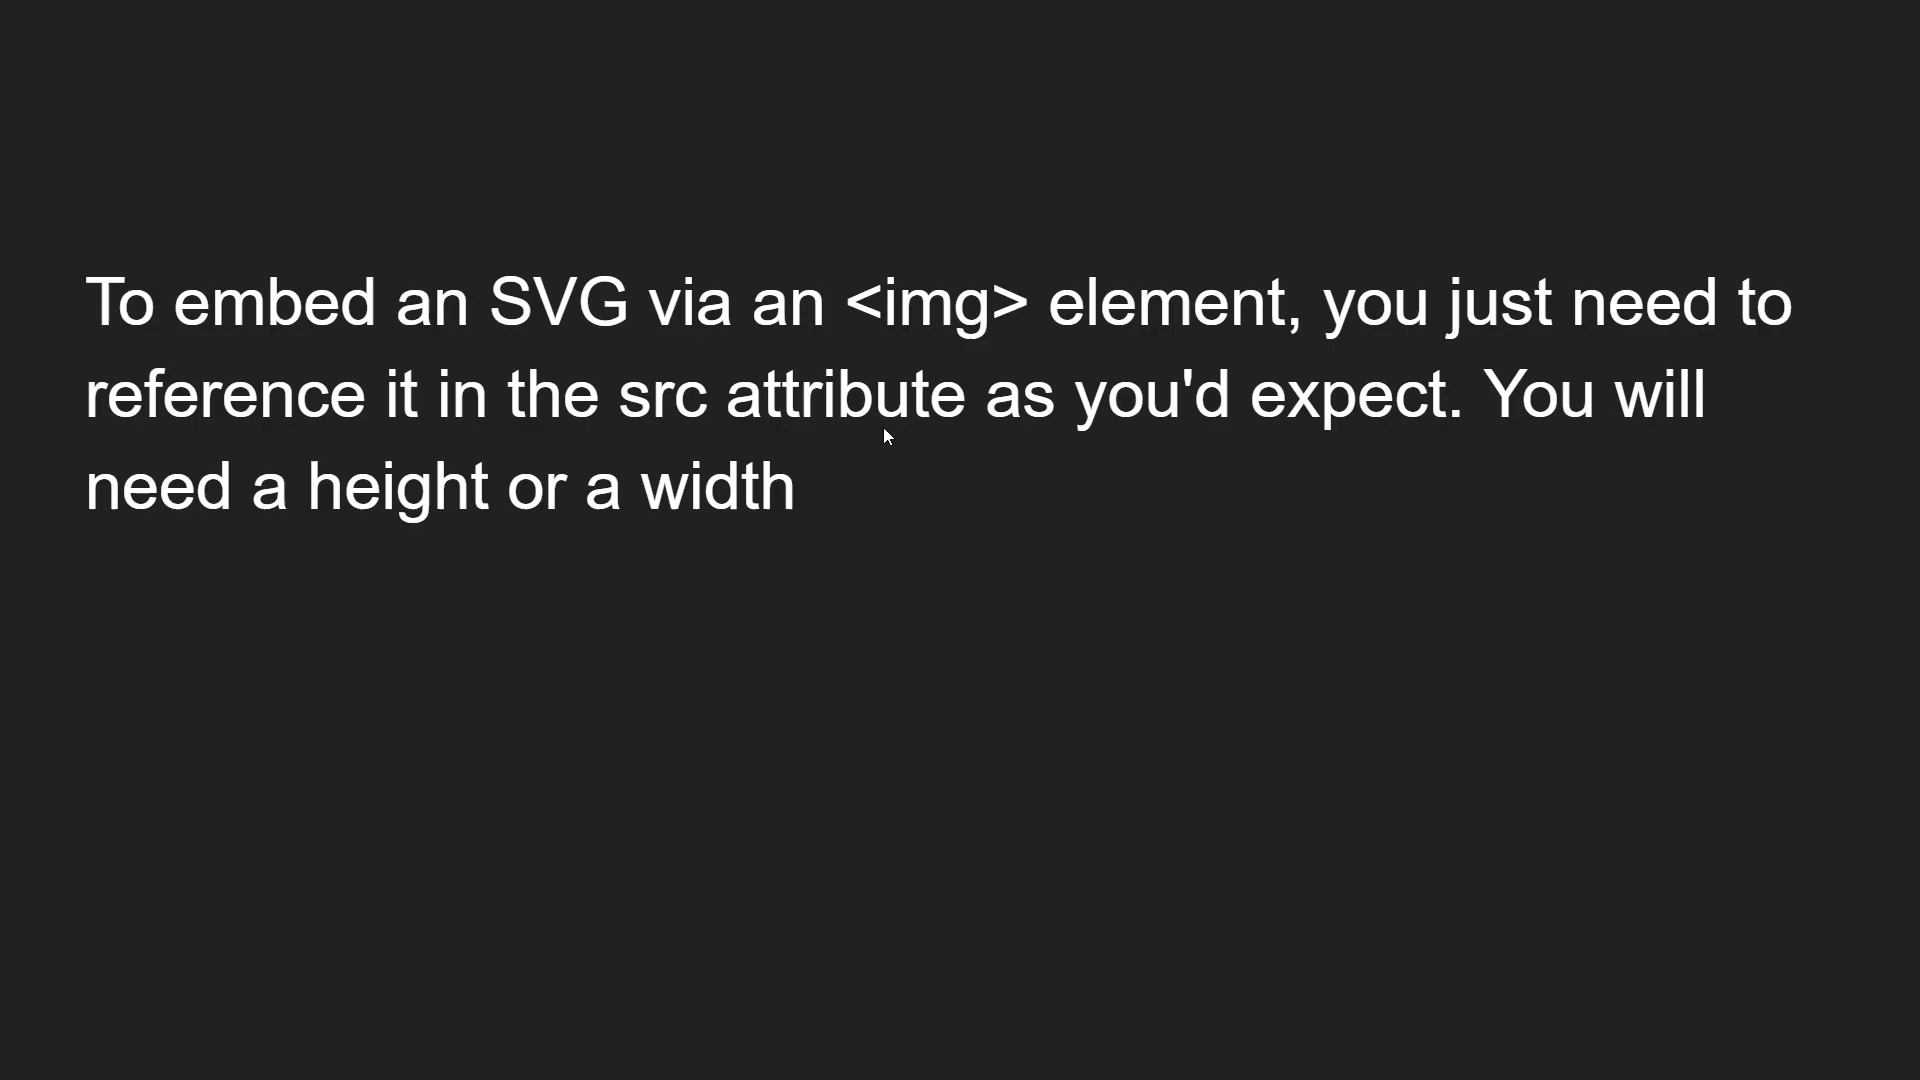 To embed an SVG via an <img> element, you just need to
reference it in the src attribute as you'd expect. You will
need a height or a width